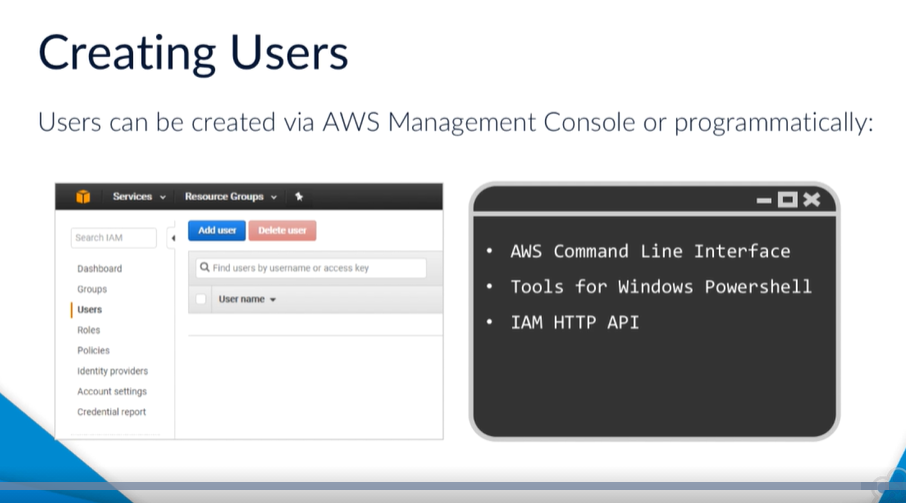 Creating Users
Users can be created via AWS Management Console or programmatically:
Services
Resource Groups
Search IAM
Dashboard
Groups
Users
Roles
Policies
Identity providers
Account settings
Credential report
Add user
Delete user
Find users by username or access key
User name
• AWS Command Line Interface
• Tools for Windows Powershell
• IAM HTTP API